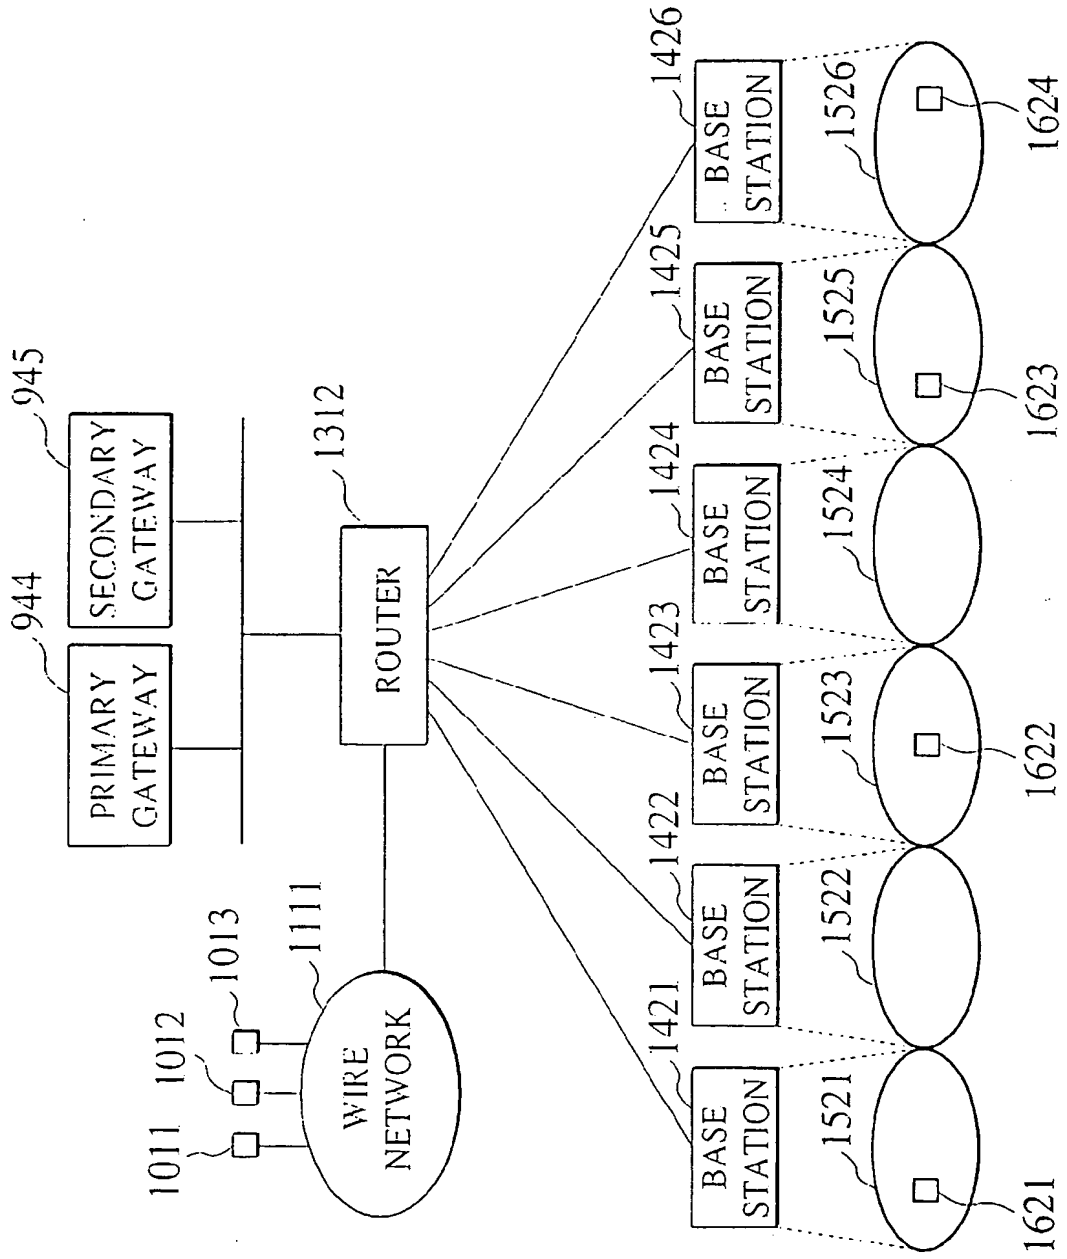 944
945
PRIMARY
GATEWAY
SECONDARY
GATEWAY
1011
1012
1013
1111
WIRE
NETWORK
1312
ROUTER
1421
1422
1423
1424
1425
1426
BASE
STATION
BASE
STATION
BASE
STATION
BASE
STATION
BASE
STATION
BASE
STATION
1521
1522
1523
1524
1525
1526
1621
1622
1623
1624